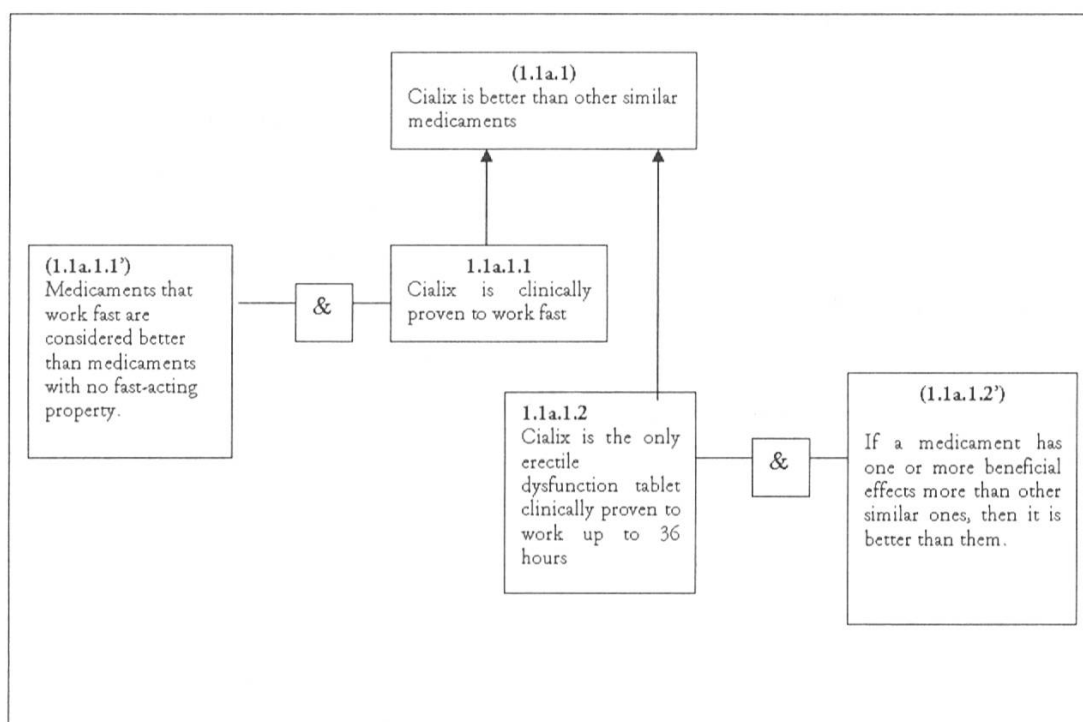 (1.1a.1)
Cialix is better than other similar
medicaments
(1.1a.1.1’)
Medicaments that
work fast are
considered better
than medicaments
with no fast-acting
property.
&
1.1a.1.1
Cialix is clinically
proven to work fast
1.1a.1.2
Cialix is the only
erectile
dysfunction tablet
clinically proven to
work up to 36
hours
&
(1.1a.1.2’)
If a medicament has
one or more beneficial
effects more than other
similar ones, then it is
better than them.